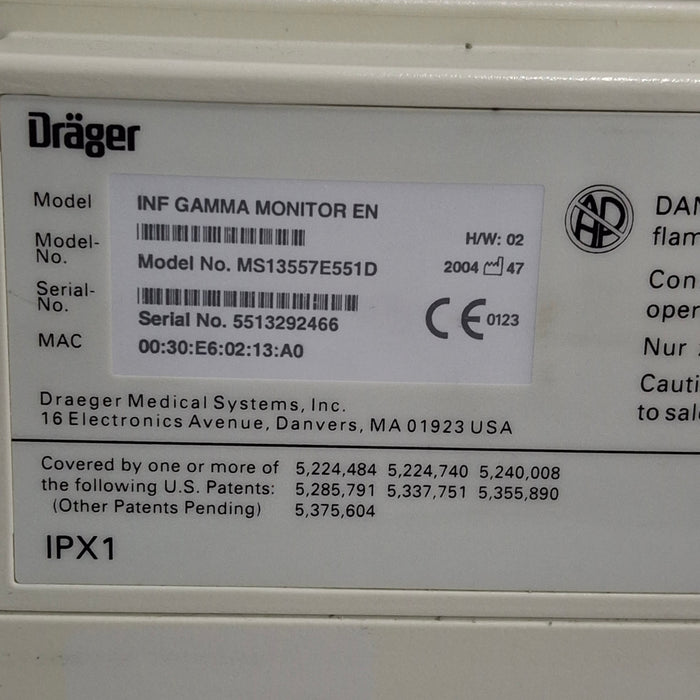 Dräger
Model INF GAMMA MONITOR EN
Model-No. Model No. MS13557E551D
H/W: 02
2004 47
Serial-No. Serial No. 5513292466
CE 0123
MAC 00:30:E6:02:13:A0
Draeger Medical Systems, Inc.
16 Electronics Avenue, Danvers, MA 01923 USA
Covered by one or more of 5,224,484 5,224,740 5,240,008
the following U.S. Patents: 5,285,791 5,337,751 5,355,890
(Other Patents Pending) 5,375,604
IPX1
DAN
flam
Con
oper
Nur
Cauti
to sal